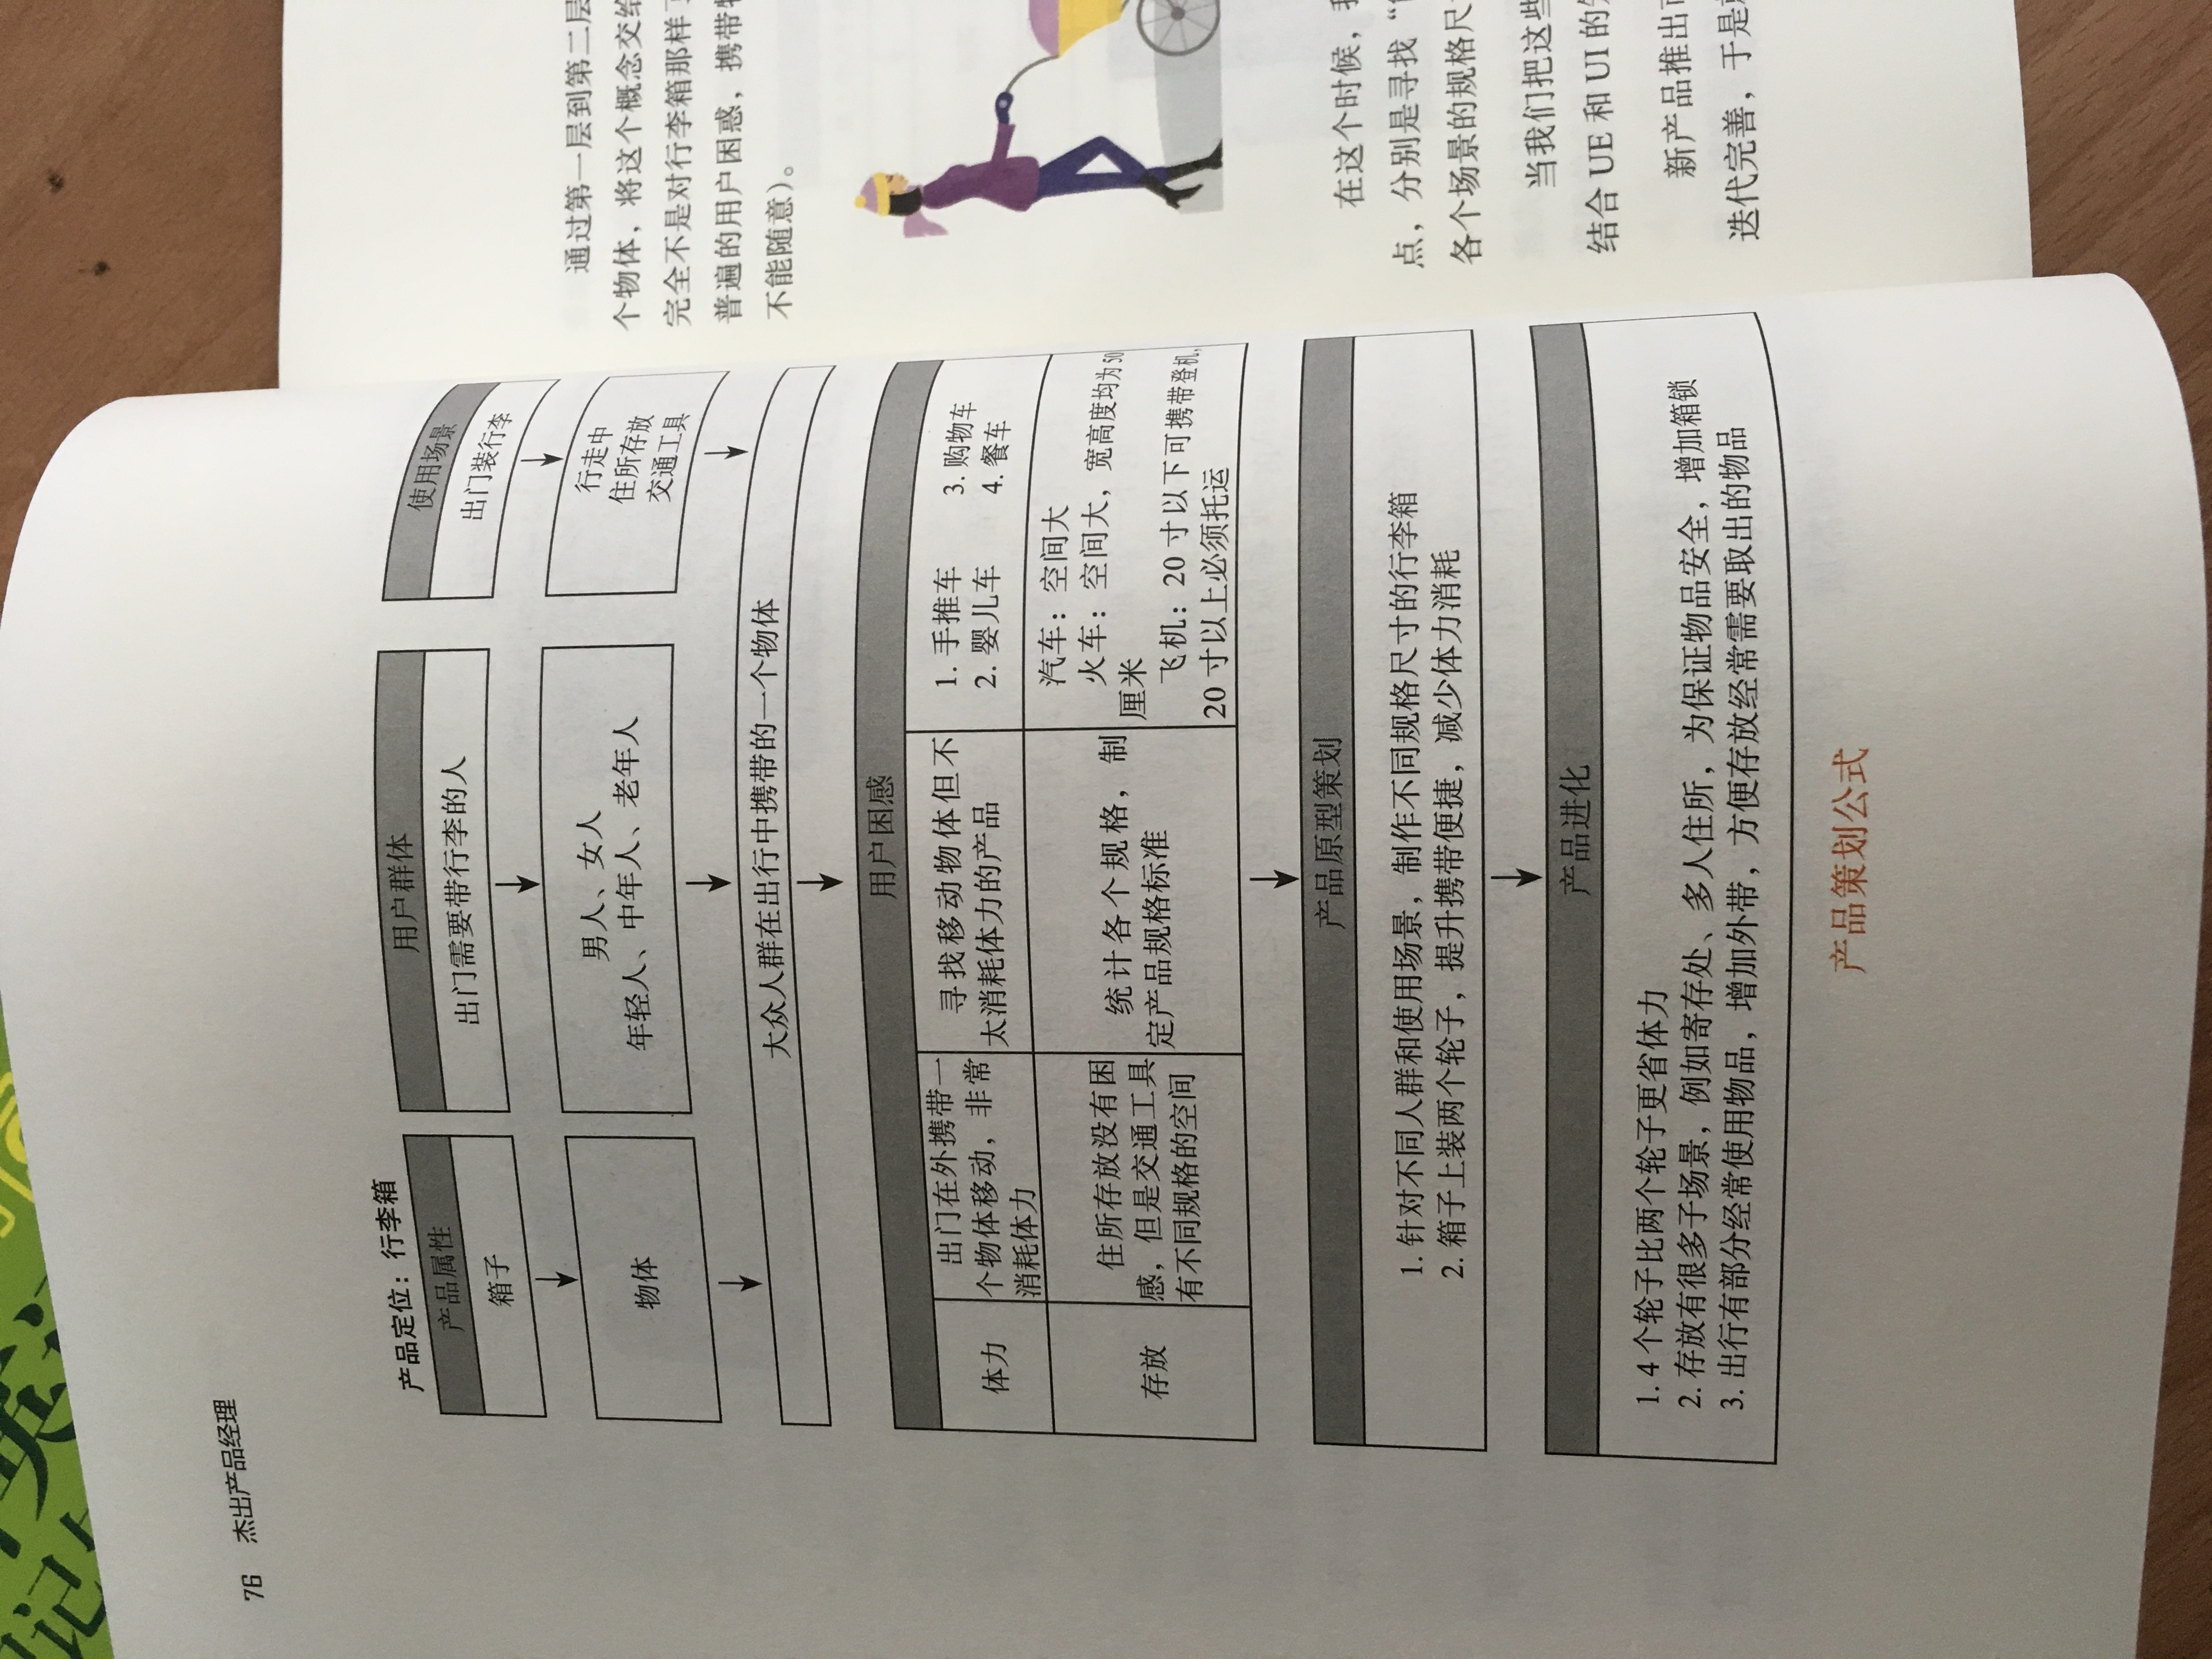 记
76 杰出产品经理
产品定位：行李箱
产品属性
箱子
物体
用户群体
出门需要带行李的人
男人、女人
年轻人、中年人、老年人
使用场景
出门装行李
行走中
住所存放
交通工具
大众人群在出行中携带的一个物体
用户困感
体力
出门在外携带一
个物体移动，非常
消耗体力
寻找移动物体但不
太消耗体力的产品
1. 手推车
2. 婴儿车
3. 购物车
4. 餐车
存放
住所存放没有困
感，但是交通工具
有不同规格的空间
统计各个规格，制
定产品规格标准
汽车：空间大
火车：空间大，宽高度均为50
厘米
飞机：20 寸以下可携带登机，
20 寸以上必须托运
产品原型策划
1. 针对不同人群和使用场景，制作不同规格尺寸的行李箱
2. 箱子上装两个轮子，提升携带便捷，减少体力消耗
产品进化
1. 4 个轮子比两个轮子更省体力
2. 存放有很多子场景，例如寄存处、多人住所，为保证物品安全，增加箱锁
3. 出行有部分经常使用物品，增加外带，方便存放经常需要取出的物品
产品策划公式
通过第一层到第二层
个物体，将这个概念交给
完全不是对行李箱那样
普遍的用户困惑，携带
不能随意）。
在这个时候，
点，分别是寻找“
各个场景的规格尺
当我们把这些
结合 UE 和 UI 的
新产品推出
迭代完善，于是